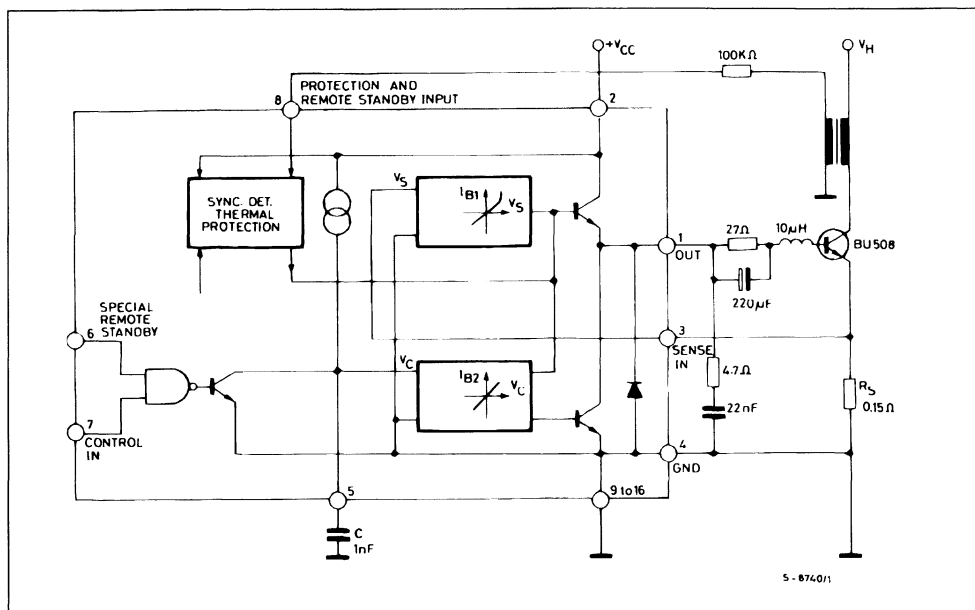 +VCC
VH
100KΩ
PROTECTION AND
REMOTE STANDBY INPUT
8
2
VS
IB1
VS
SYNC. DET.
THERMAL
PROTECTION
27Ω
10µH
BU508
1
OUT
220µF
SPECIAL
REMOTE
STANDBY
6
3
SENSE
IN
VC
IB2
VC
4.7Ω
RS
0.15Ω
22nF
7
CONTROL
IN
4
GND
5
9 to 16
C
1nF
S-8740/1